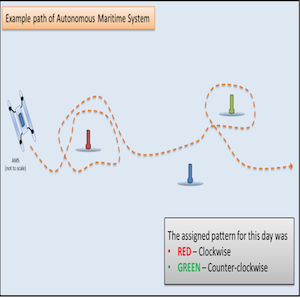 Example path of Autonomous Maritime System
AMS
(not to scale)
The assigned pattern for this day was
• RED – Clockwise
• GREEN – Counter-clockwise